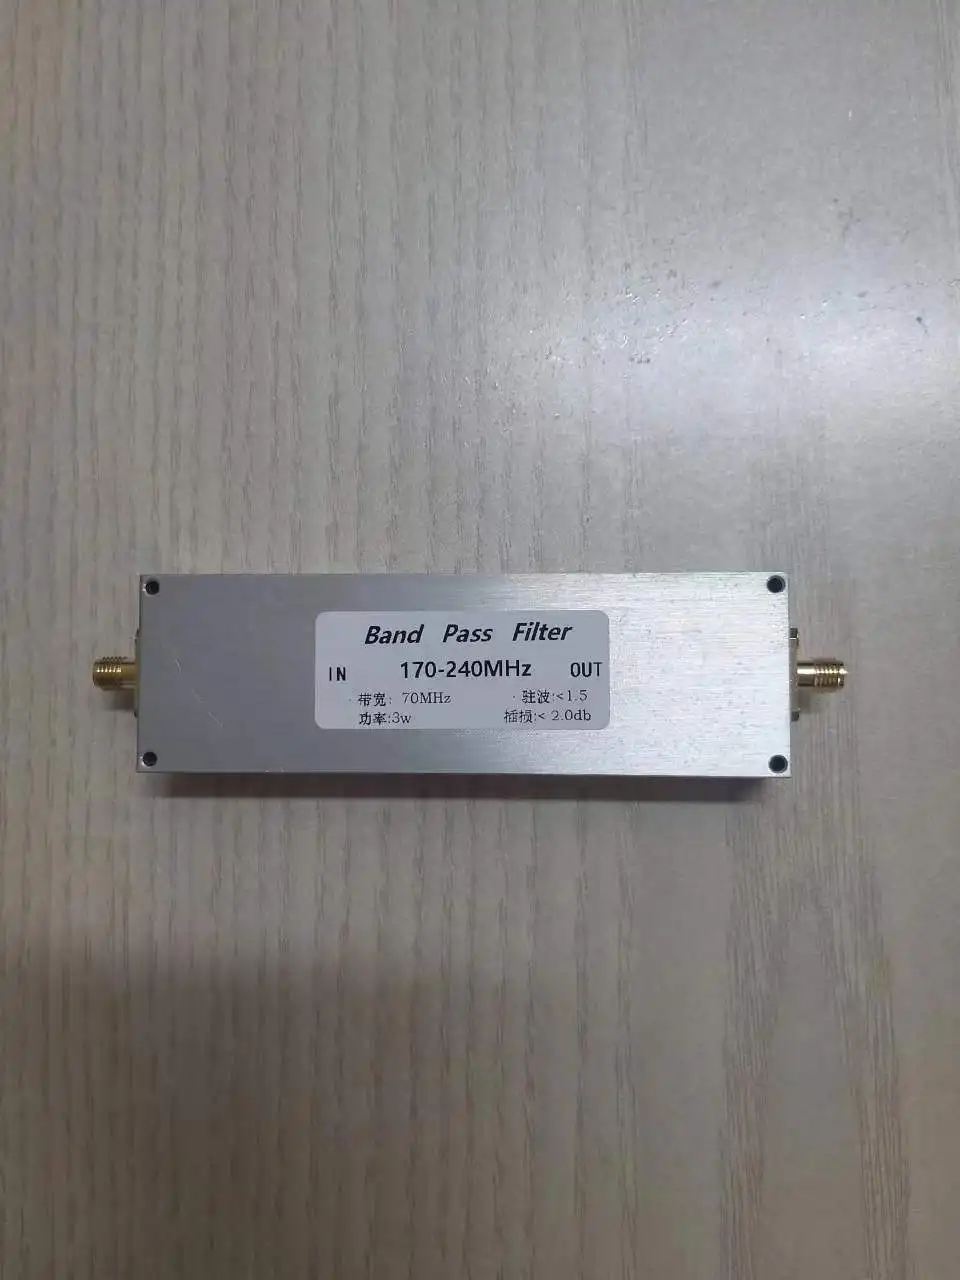 Band Pass Filter
IN 170-240MHz OUT
·带宽: 70MHz ·驻波:<1.5
功率:3w 插损:< 2.0db